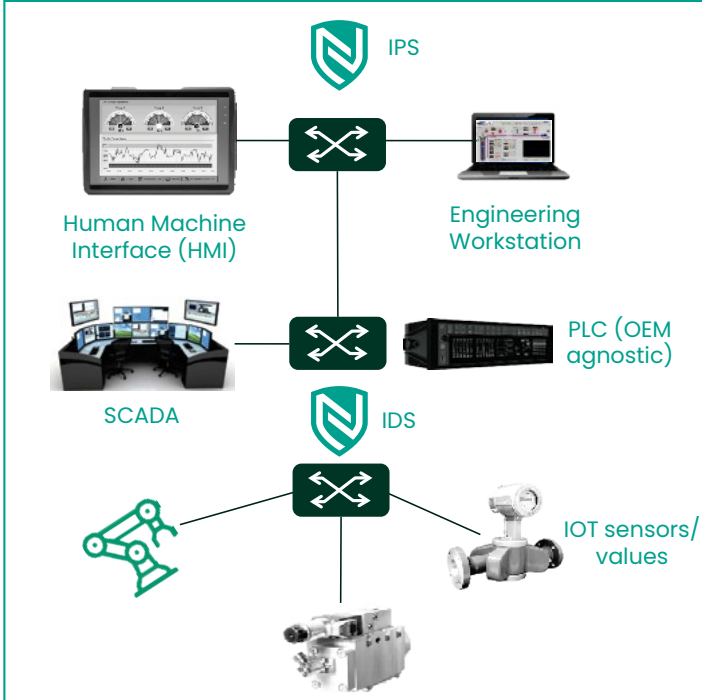 IPS
Human Machine
Interface (HMI)
Engineering
Workstation
PLC (OEM
agnostic)
SCADA
IDS
IOT sensors/
values